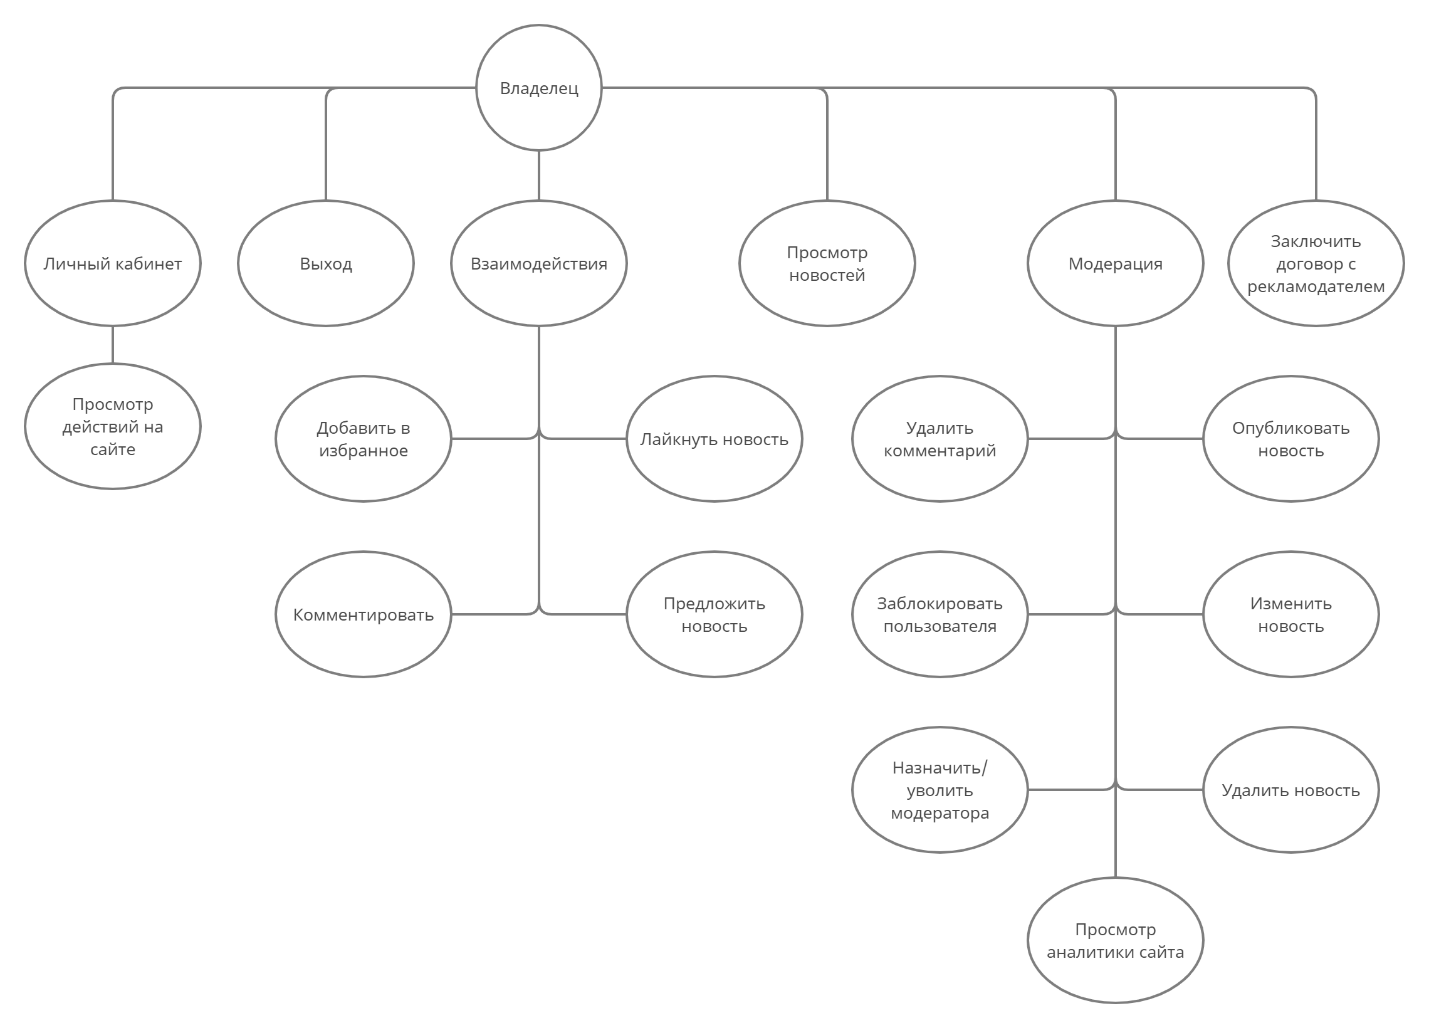 Владелец
Личный кабинет
Выход
Взаимодействия
Просмотр
новостей
Модерация
Заключить
договор с
рекламодателем
Просмотр
действий на
сайте
Добавить в
избранное
Лайкнуть новость
Удалить
комментарий
Опубликовать
новость
Комментировать
Предложить
новость
Заблокировать
пользователя
Изменить
новость
Назначить/
уволить
модератора
Удалить новость
Просмотр
аналитики сайта